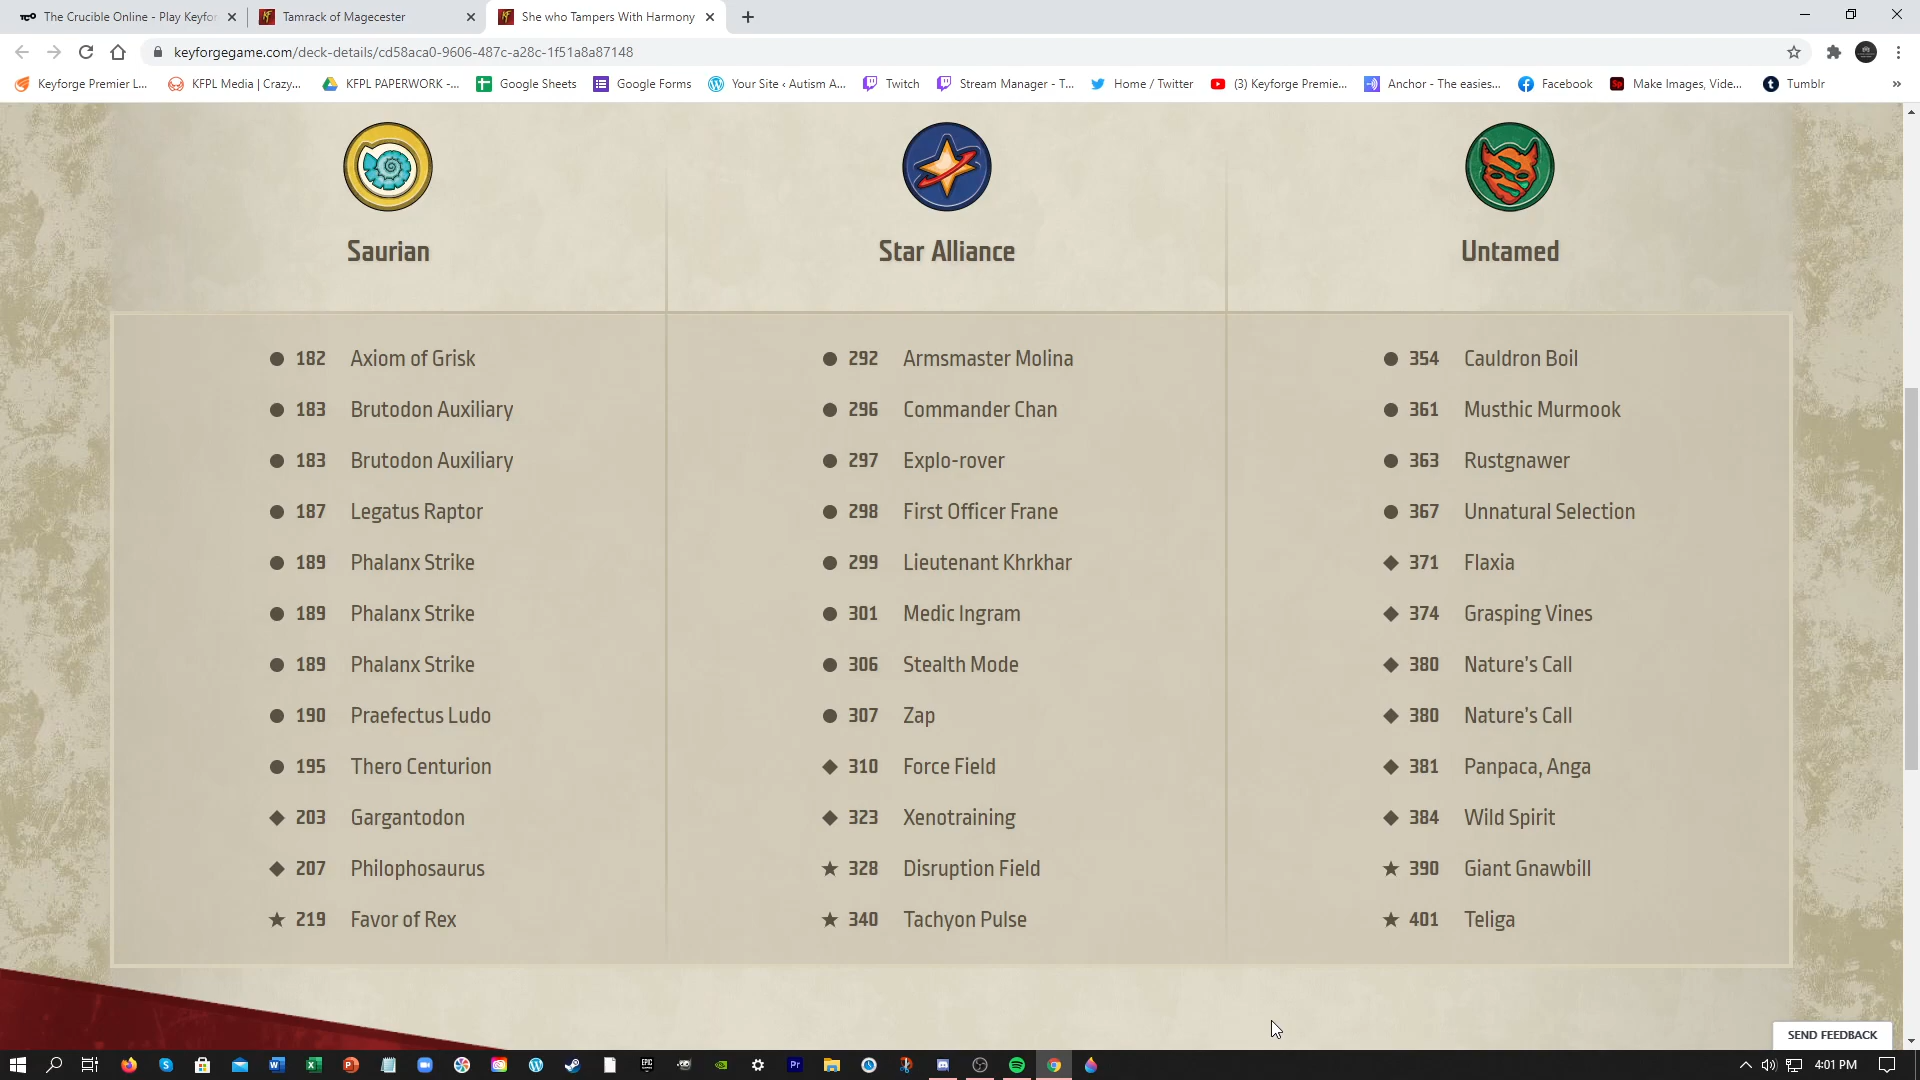 The Crucible Online - Play Keyfor
Tamrack of Magecester
She who Tampers With Harmony
keyforgegame.com/deck-details/cd58aca0-9606-487c-a28c-1f51a8a87148
Keyforge Premier L...
KFPL Media | Crazy...
KFPL PAPERWORK -...
Google Sheets
Google Forms
Your Site ‹ Autism A...
Twitch
Stream Manager - T...
Home / Twitter
(3) Keyforge Premie...
Anchor - The easies...
Facebook
Make Images, Vide...
Tumblr
Saurian
182 Axiom of Grisk
183 Brutodon Auxiliary
183 Brutodon Auxiliary
187 Legatus Raptor
189 Phalanx Strike
189 Phalanx Strike
189 Phalanx Strike
190 Praefectus Ludo
195 Thero Centurion
203 Gargantodon
207 Philophosaurus
219 Favor of Rex
Star Alliance
292 Armsmaster Molina
296 Commander Chan
297 Explo-rover
298 First Officer Frane
299 Lieutenant Khrkhar
301 Medic Ingram
306 Stealth Mode
307 Zap
310 Force Field
323 Xenotraining
328 Disruption Field
340 Tachyon Pulse
Untamed
354 Cauldron Boil
361 Musthic Murmook
363 Rustgnawer
367 Unnatural Selection
371 Flaxia
374 Grasping Vines
380 Nature's Call
380 Nature's Call
381 Panpaca, Anga
384 Wild Spirit
390 Giant Gnawbill
401 Teliga
SEND FEEDBACK
4:01 PM